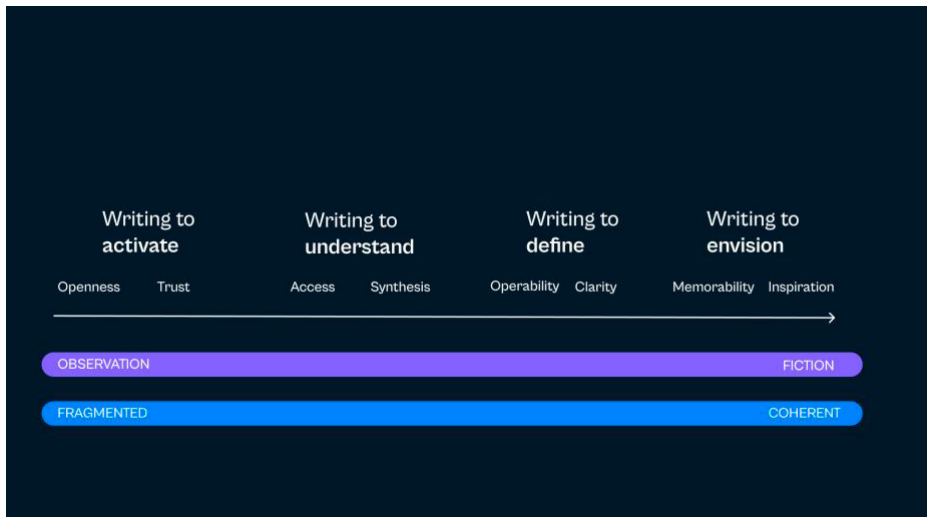 Writing to
activate
Writing to
understand
Writing to
define
Writing to
envision
Openness Trust Access Synthesis Operability Clarity Memorability Inspiration
OBSERVATION FICTION
FRAGMENTED COHERENT